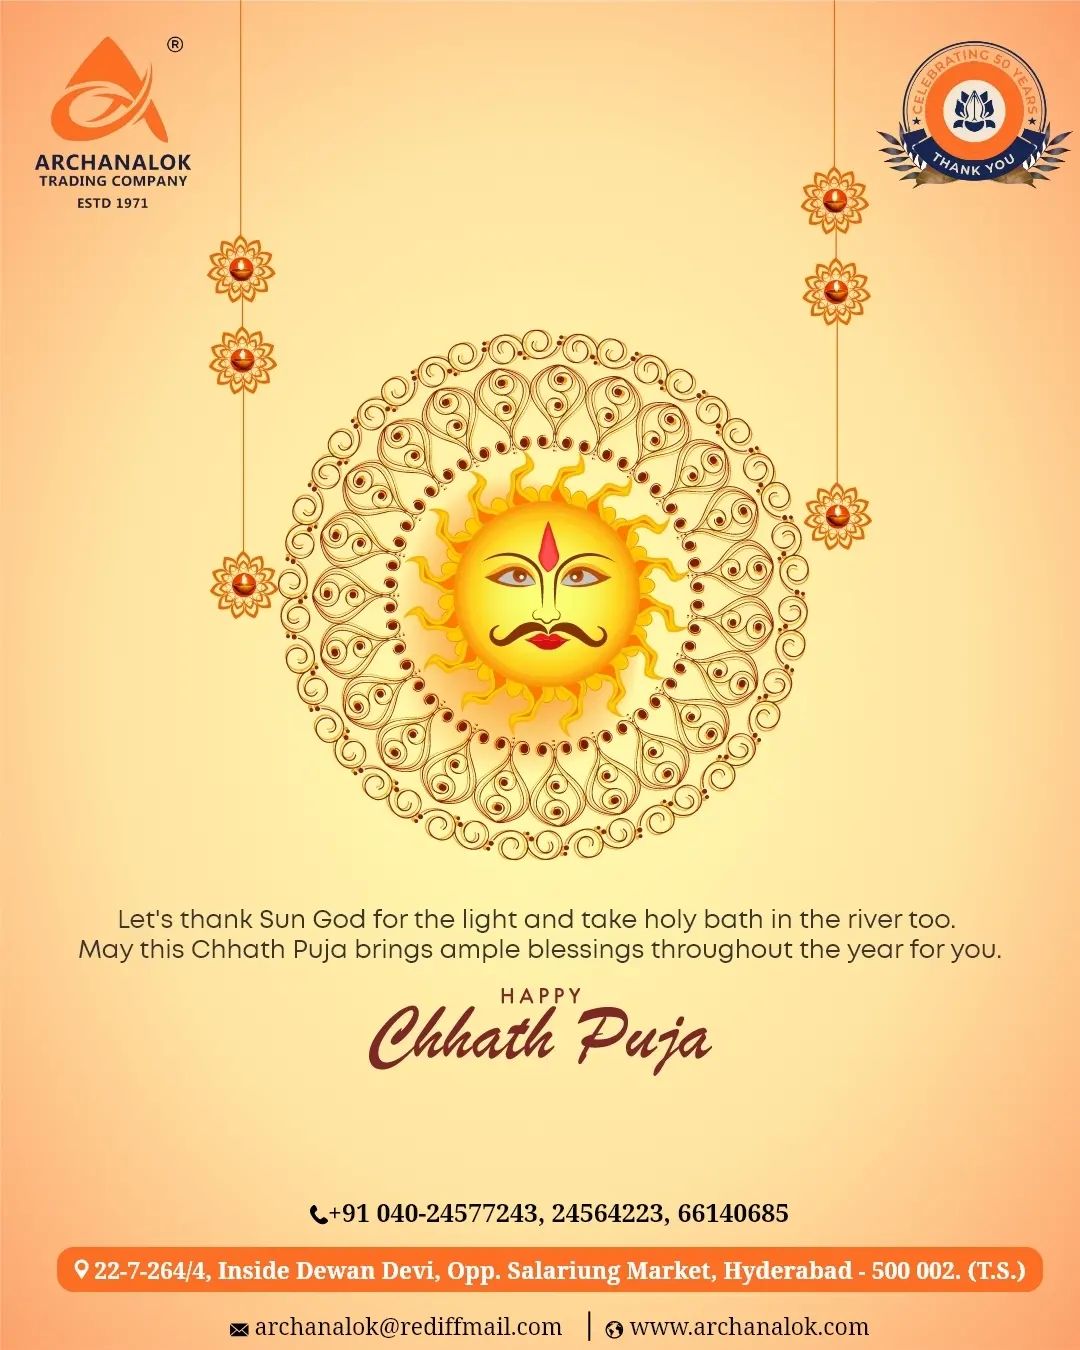 ®
ARCHANALOK
TRADING COMPANY
ESTD 1971
CELEBRATING 50 YEARS
THANK YOU
Let's thank Sun God for the light and take holy bath in the river too.
May this Chhath Puja brings ample blessings throughout the year for you.
HAPPY
Chhath Puja
+91 040-24577243, 24564223, 66140685
22-7-264/4, Inside Dewan Devi, Opp. Salariung Market, Hyderabad - 500 002. (T.S.)
archanalok@rediffmail.com | www.archanalok.com